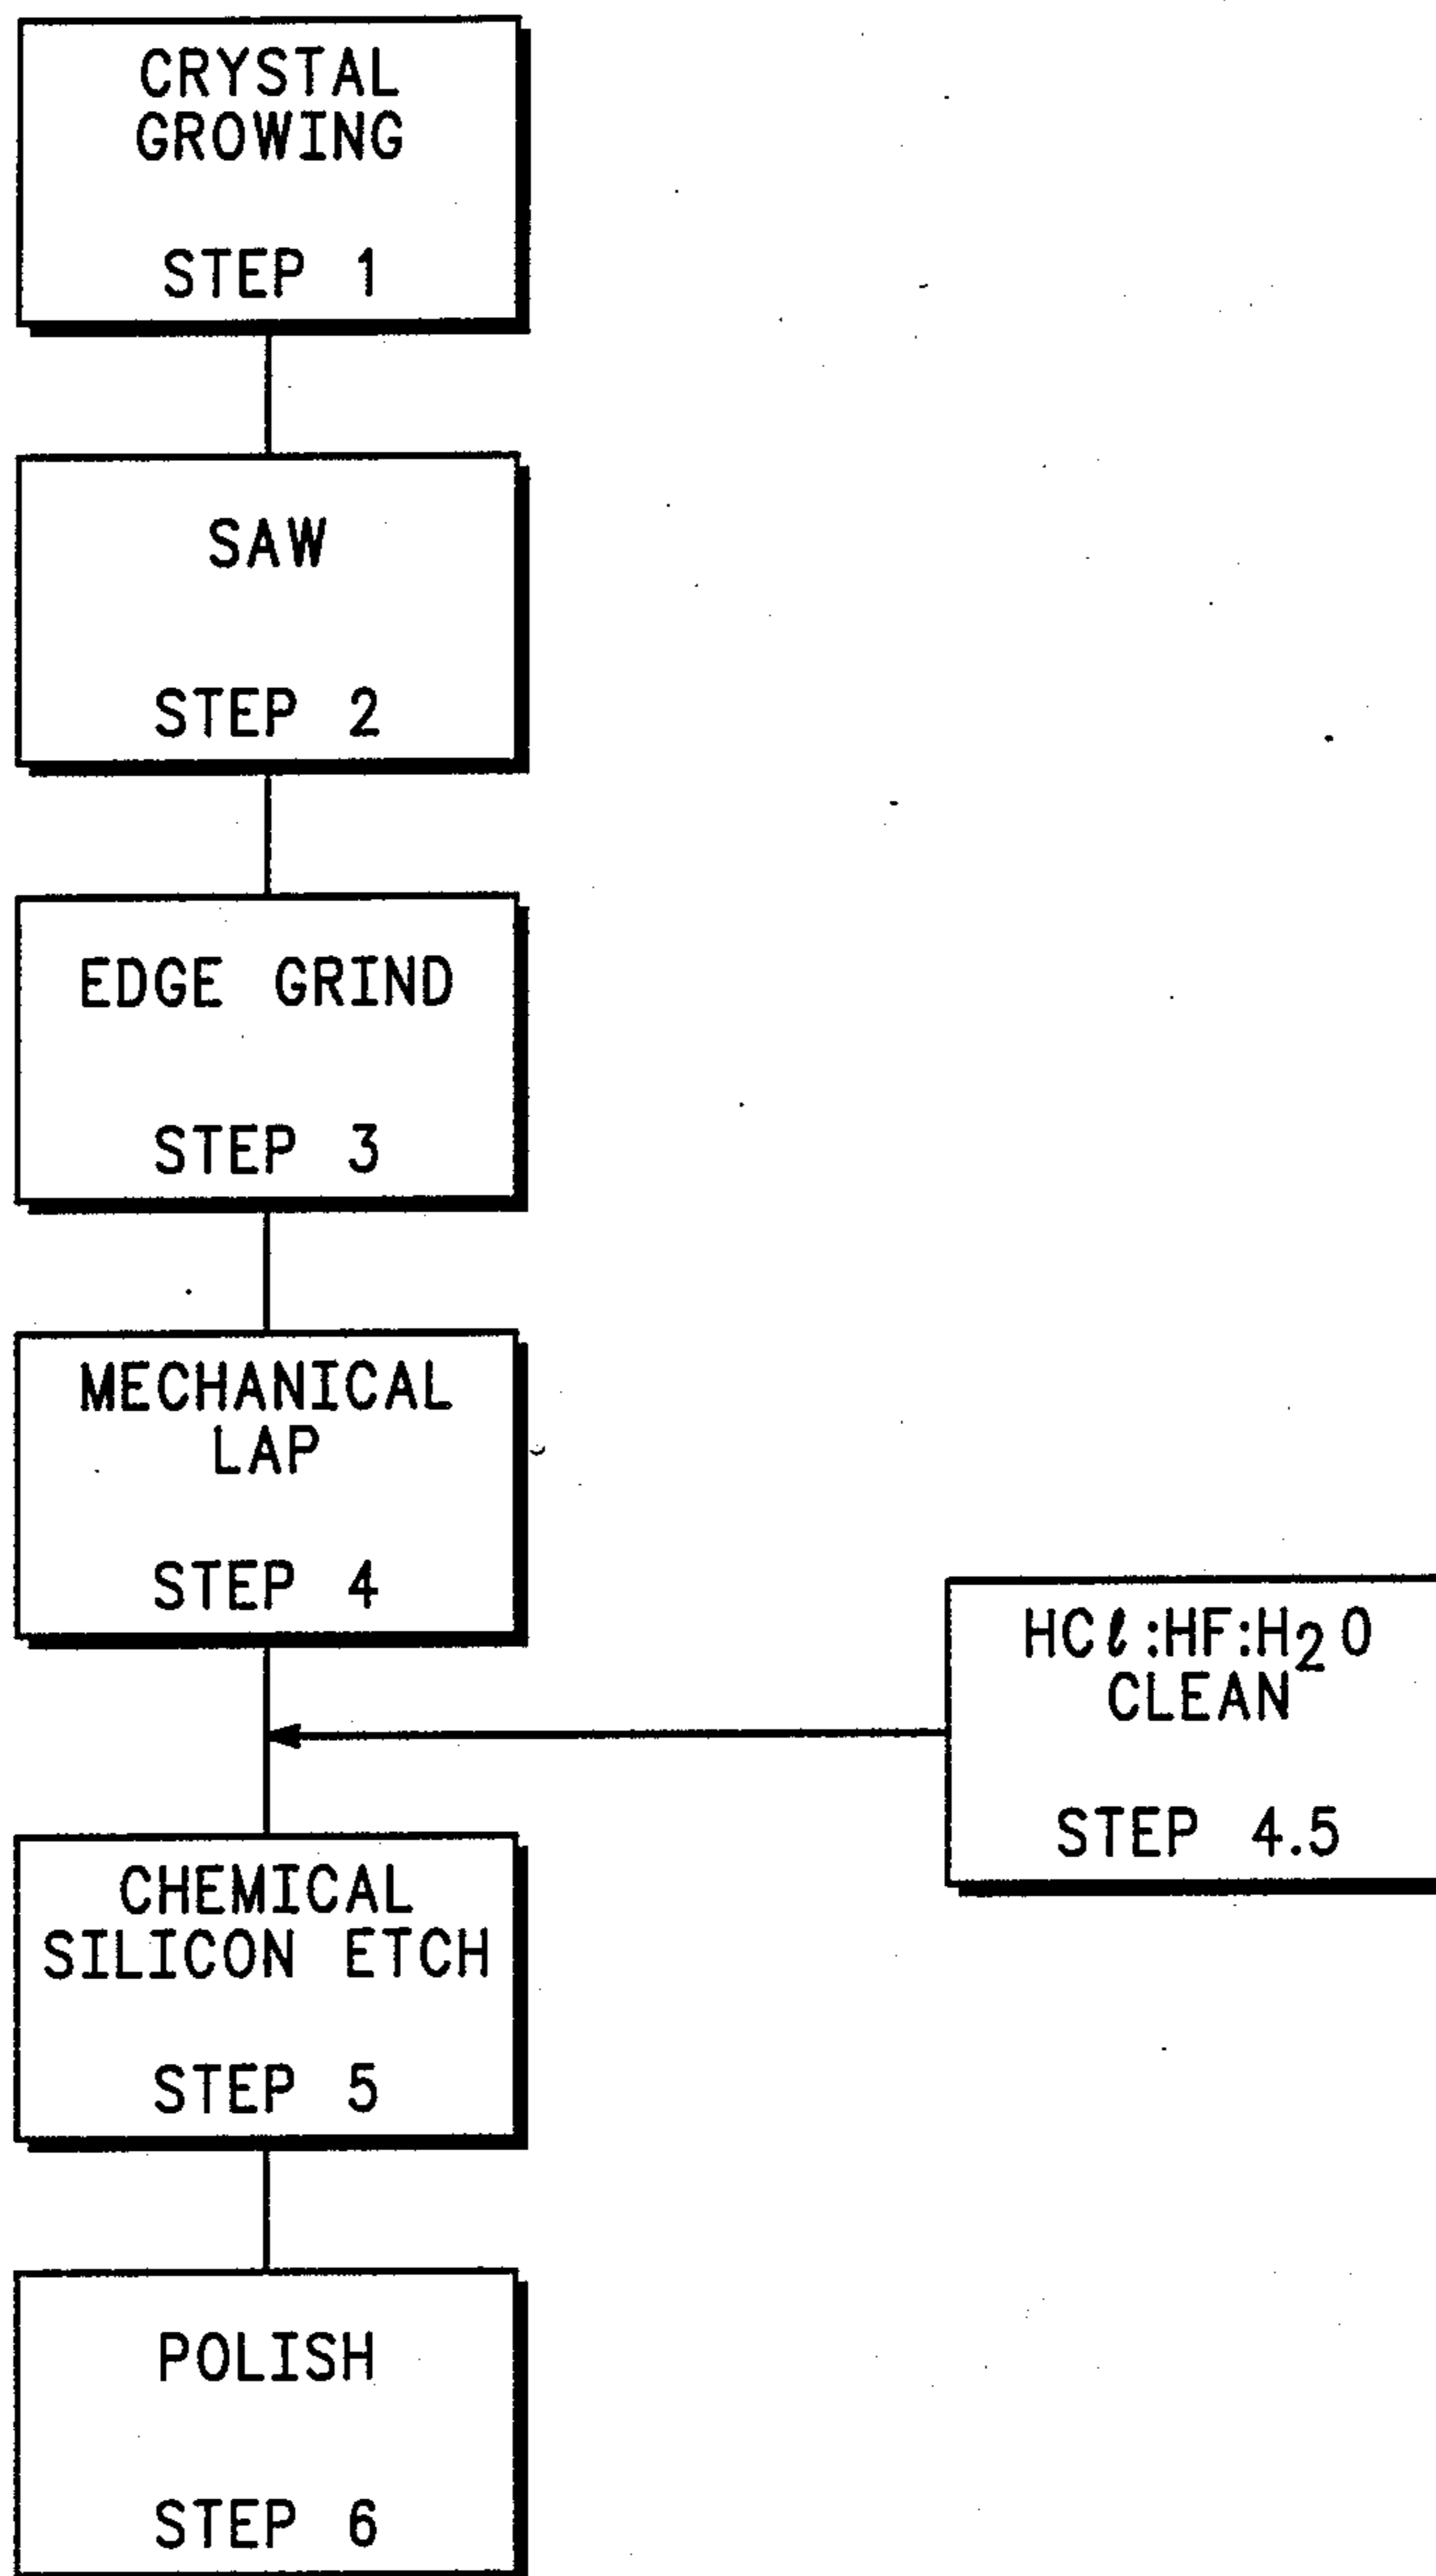 CRYSTAL
GROWING
STEP 1
SAW
STEP 2
EDGE GRIND
STEP 3
MECHANICAL
LAP
STEP 4
HCℓ:HF:H₂O
CLEAN
STEP 4.5
CHEMICAL
SILICON ETCH
STEP 5
POLISH
STEP 6